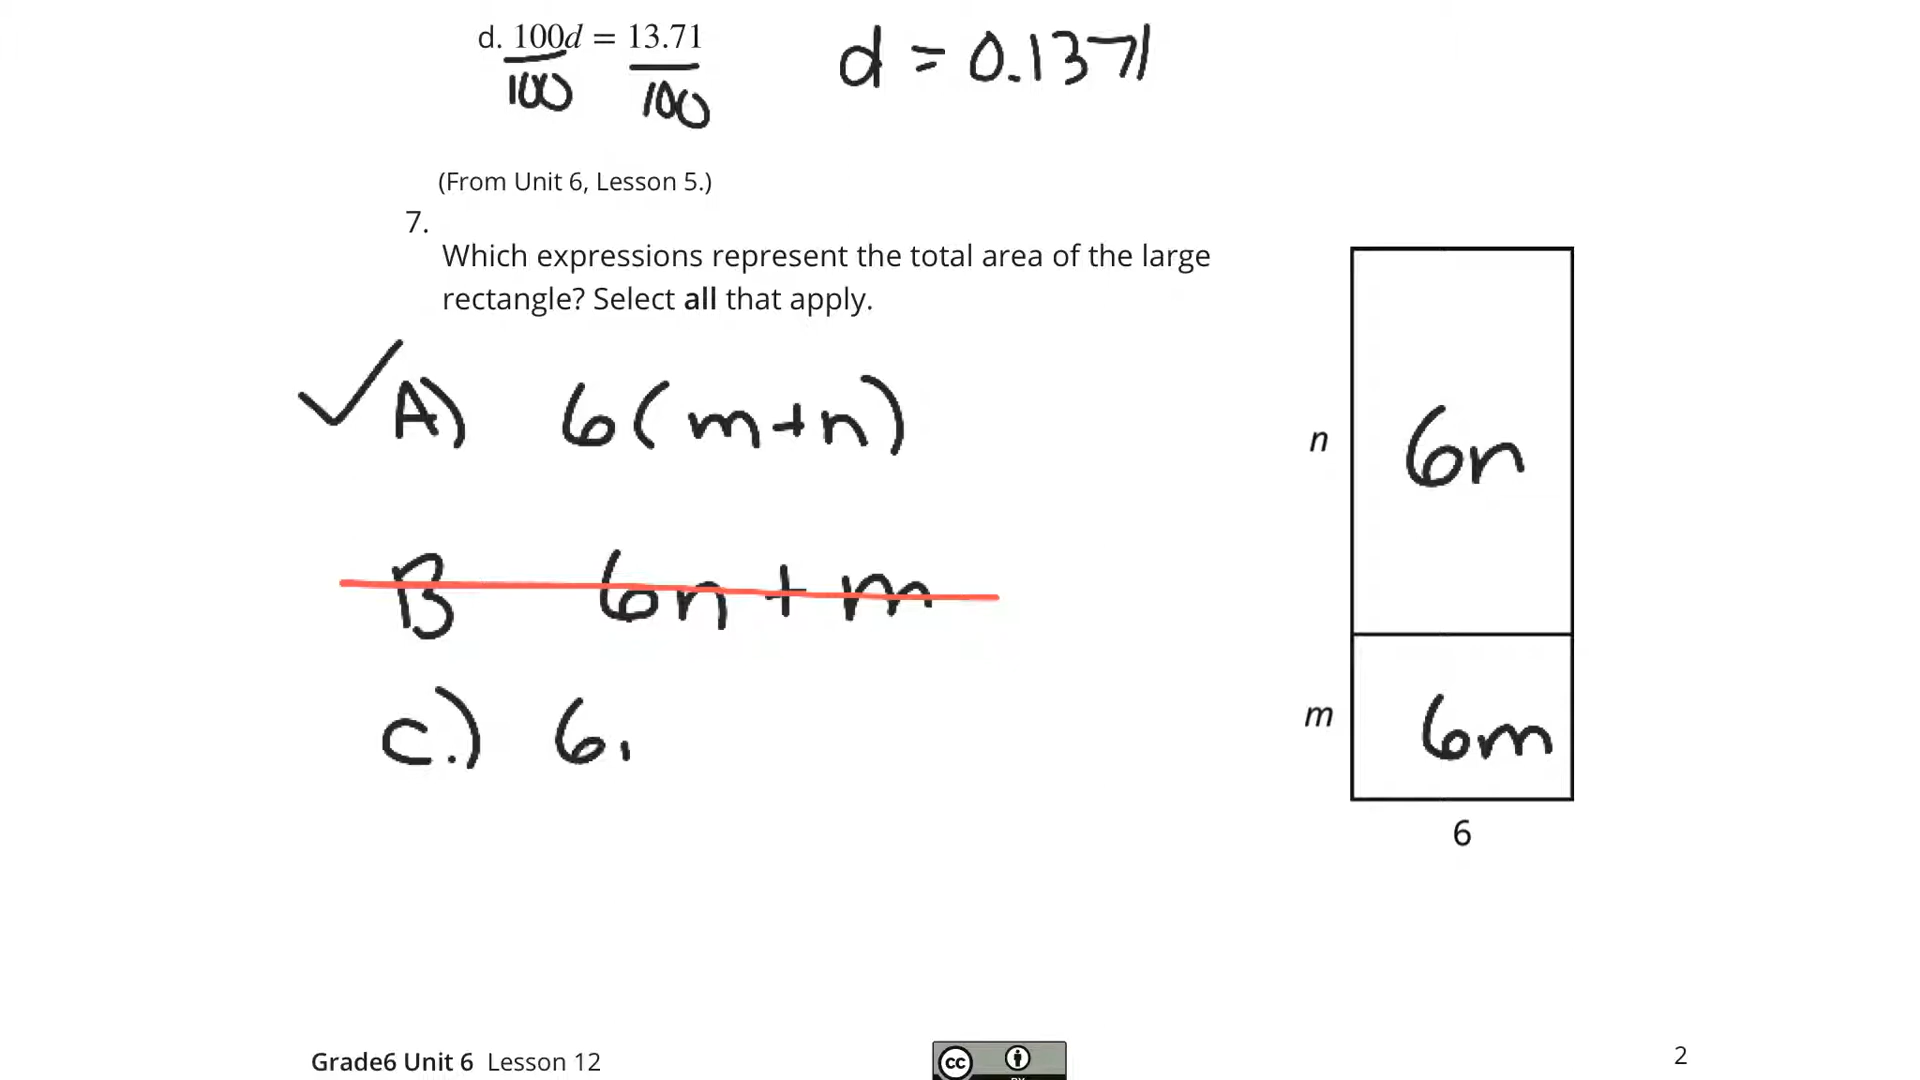 d. 100d = 13.71
100 100
d = 0.1371
(From Unit 6, Lesson 5.)
7.
Which expressions represent the total area of the large
rectangle? Select all that apply.
A) 6(m+n)
B 6n + m
C.) 6
n
6n
m
6m
6
Grade6 Unit 6 Lesson 12
cc
2